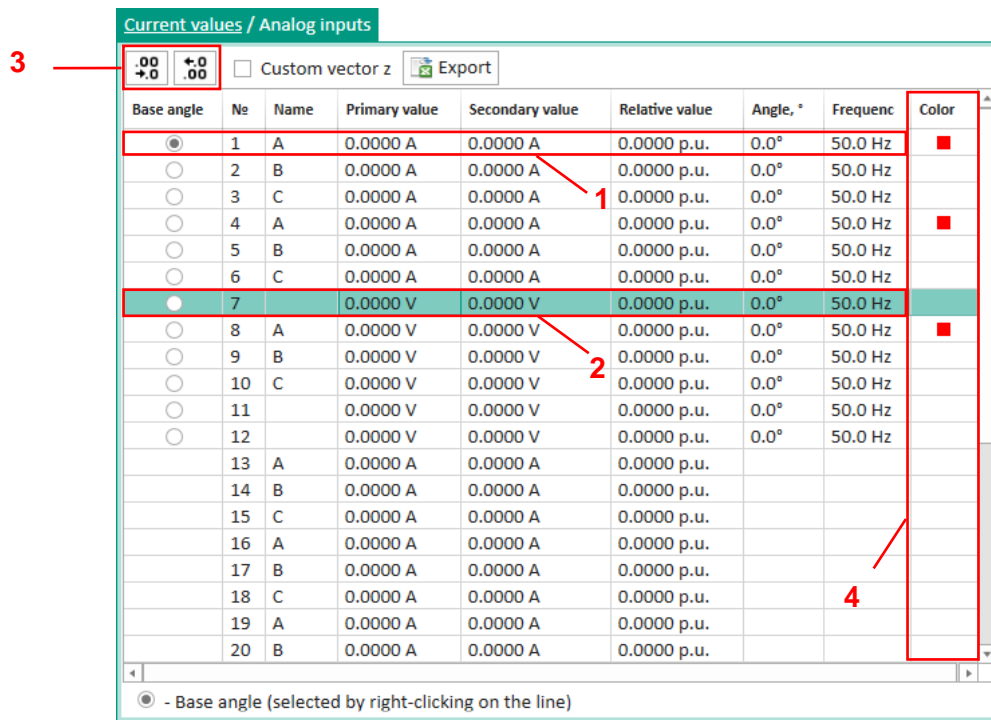 Current values / Analog inputs
3
.00 →.0 ←.0 .00 Custom vector z Export
Base angle № Name Primary value Secondary value Relative value Angle, ° Frequenc Color
1 A 0.0000 A 0.0000 A 0.0000 p.u. 0.0° 50.0 Hz
2 B 0.0000 A 0.0000 A 0.0000 p.u. 0.0° 50.0 Hz
1
3 C 0.0000 A 0.0000 A 0.0000 p.u. 0.0° 50.0 Hz
4 A 0.0000 A 0.0000 A 0.0000 p.u. 0.0° 50.0 Hz
5 B 0.0000 A 0.0000 A 0.0000 p.u. 0.0° 50.0 Hz
6 C 0.0000 A 0.0000 A 0.0000 p.u. 0.0° 50.0 Hz
7 0.0000 V 0.0000 V 0.0000 p.u. 0.0° 50.0 Hz
8 A 0.0000 V 0.0000 V 0.0000 p.u. 0.0° 50.0 Hz
9 B 0.0000 V 0.0000 V 0.0000 p.u. 0.0° 50.0 Hz
2
10 C 0.0000 V 0.0000 V 0.0000 p.u. 0.0° 50.0 Hz
11 0.0000 V 0.0000 V 0.0000 p.u. 0.0° 50.0 Hz
12 0.0000 V 0.0000 V 0.0000 p.u. 0.0° 50.0 Hz
13 A 0.0000 A 0.0000 A 0.0000 p.u.
14 B 0.0000 A 0.0000 A 0.0000 p.u.
15 C 0.0000 A 0.0000 A 0.0000 p.u.
16 A 0.0000 A 0.0000 A 0.0000 p.u.
17 B 0.0000 A 0.0000 A 0.0000 p.u.
18 C 0.0000 A 0.0000 A 0.0000 p.u.
4
19 A 0.0000 A 0.0000 A 0.0000 p.u.
20 B 0.0000 A 0.0000 A 0.0000 p.u.
- Base angle (selected by right-clicking on the line)